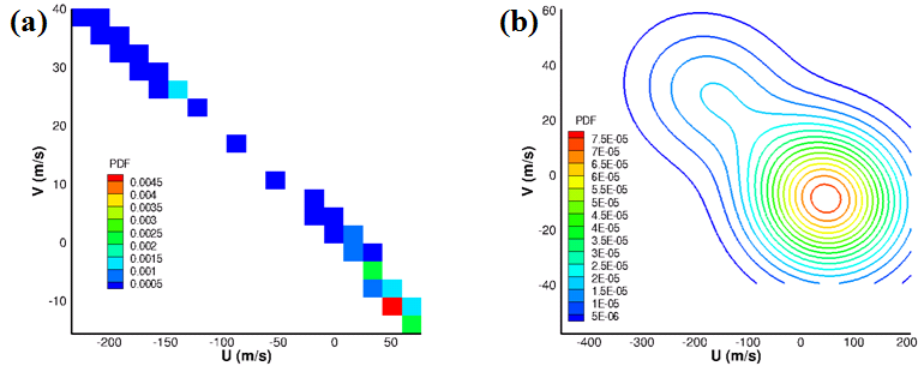 (a)
40
30
20
10
0
-10
V (m/s)
PDF
0.0045
0.004
0.0035
0.003
0.0025
0.002
0.0015
0.001
0.0005
-200 -150 -100 -50 0 50
U (m/s)
(b)
60
40
20
0
-20
-40
V (m/s)
PDF
7.5E-05
7E-05
6.5E-05
6E-05
5.5E-05
5E-05
4.5E-05
4E-05
3.5E-05
3E-05
2.5E-05
2E-05
1.5E-05
1E-05
5E-06
-400 -300 -200 -100 0 100 200
U (m/s)